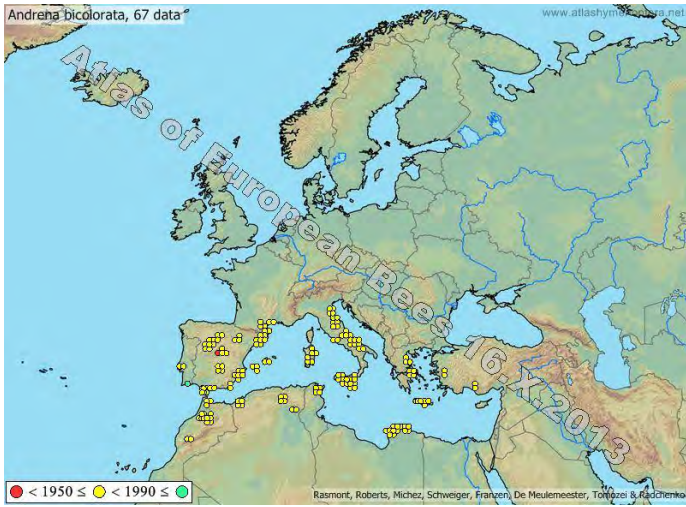 Andrena bicolorata, 67 data
www.atlashymenoptera.net
Atlas of European Bees 16.X.2013
< 1950 ≤ < 1990 ≤
Rasmont, Roberts, Michez, Schweiger, Franzen, De Meulemeester, Tomozei & Radchenko